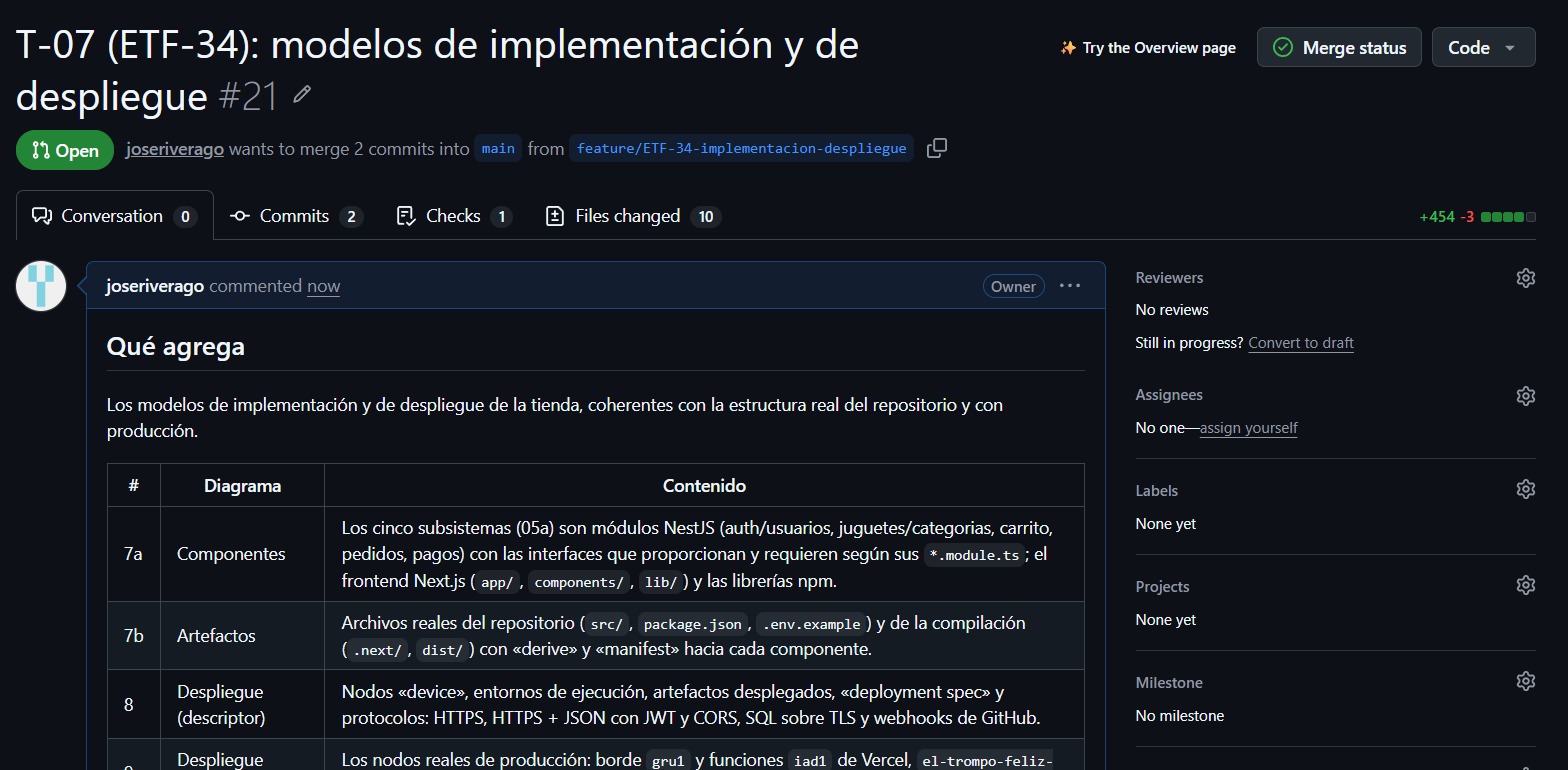 T-07 (ETF-34): modelos de implementación y de
despliegue #21
Try the Overview page
Merge status
Code
Open
joseriverago wants to merge 2 commits into main from feature/ETF-34-implementacion-despliegue
Conversation 0
Commits 2
Checks 1
Files changed 10
+454 -3
joseriverago commented now
Owner
Qué agrega
Los modelos de implementación y de despliegue de la tienda, coherentes con la estructura real del repositorio y con
producción.
# Diagrama Contenido
7a Componentes
Los cinco subsistemas (05a) son módulos NestJS (auth/usuarios, juguetes/categorias, carrito,
pedidos, pagos) con las interfaces que proporcionan y requieren según sus *.module.ts; el
frontend Next.js (app/, components/, lib/) y las librerías npm.
7b Artefactos
Archivos reales del repositorio (src/, package.json, .env.example) y de la compilación
(.next/, dist/) con «derive» y «manifest» hacia cada componente.
8
Despliegue
(descriptor)
Nodos «device», entornos de ejecución, artefactos desplegados, «deployment spec» y
protocolos: HTTPS, HTTPS + JSON con JWT y CORS, SQL sobre TLS y webhooks de GitHub.
Despliegue
Los nodos reales de producción: borde gru1 y funciones iad1 de Vercel, el-trompo-feliz-
Reviewers
No reviews
Still in progress? Convert to draft
Assignees
No one—assign yourself
Labels
None yet
Projects
None yet
Milestone
No milestone